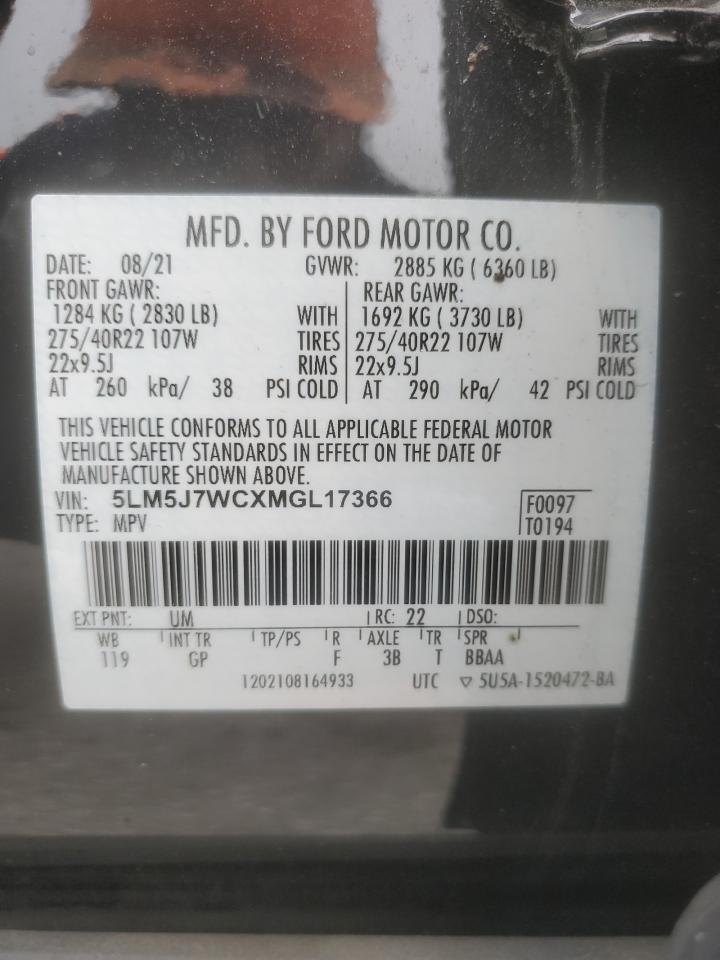 MFD. BY FORD MOTOR CO.
DATE: 08/21 GVWR: 2885 KG ( 6360 LB)
FRONT GAWR: REAR GAWR:
1284 KG ( 2830 LB) WITH 1692 KG ( 3730 LB) WITH
275/40R22 107W TIRES 275/40R22 107W TIRES
22x9.5J RIMS 22x9.5J RIMS
AT 260 kPa/ 38 PSI COLD AT 290 kPa/ 42 PSI COLD
THIS VEHICLE CONFORMS TO ALL APPLICABLE FEDERAL MOTOR
VEHICLE SAFETY STANDARDS IN EFFECT ON THE DATE OF
MANUFACTURE SHOWN ABOVE.
VIN: 5LM5J7WCXMGL17366 F0097
TYPE: MPV T0194
EXT PNT: UM RC: 22 DSO:
WB INT TR TP/PS R AXLE TR SPR
119 GP F 3B T BBAA
1202108164933 UTC ▽ 5U5A-1520472-BA